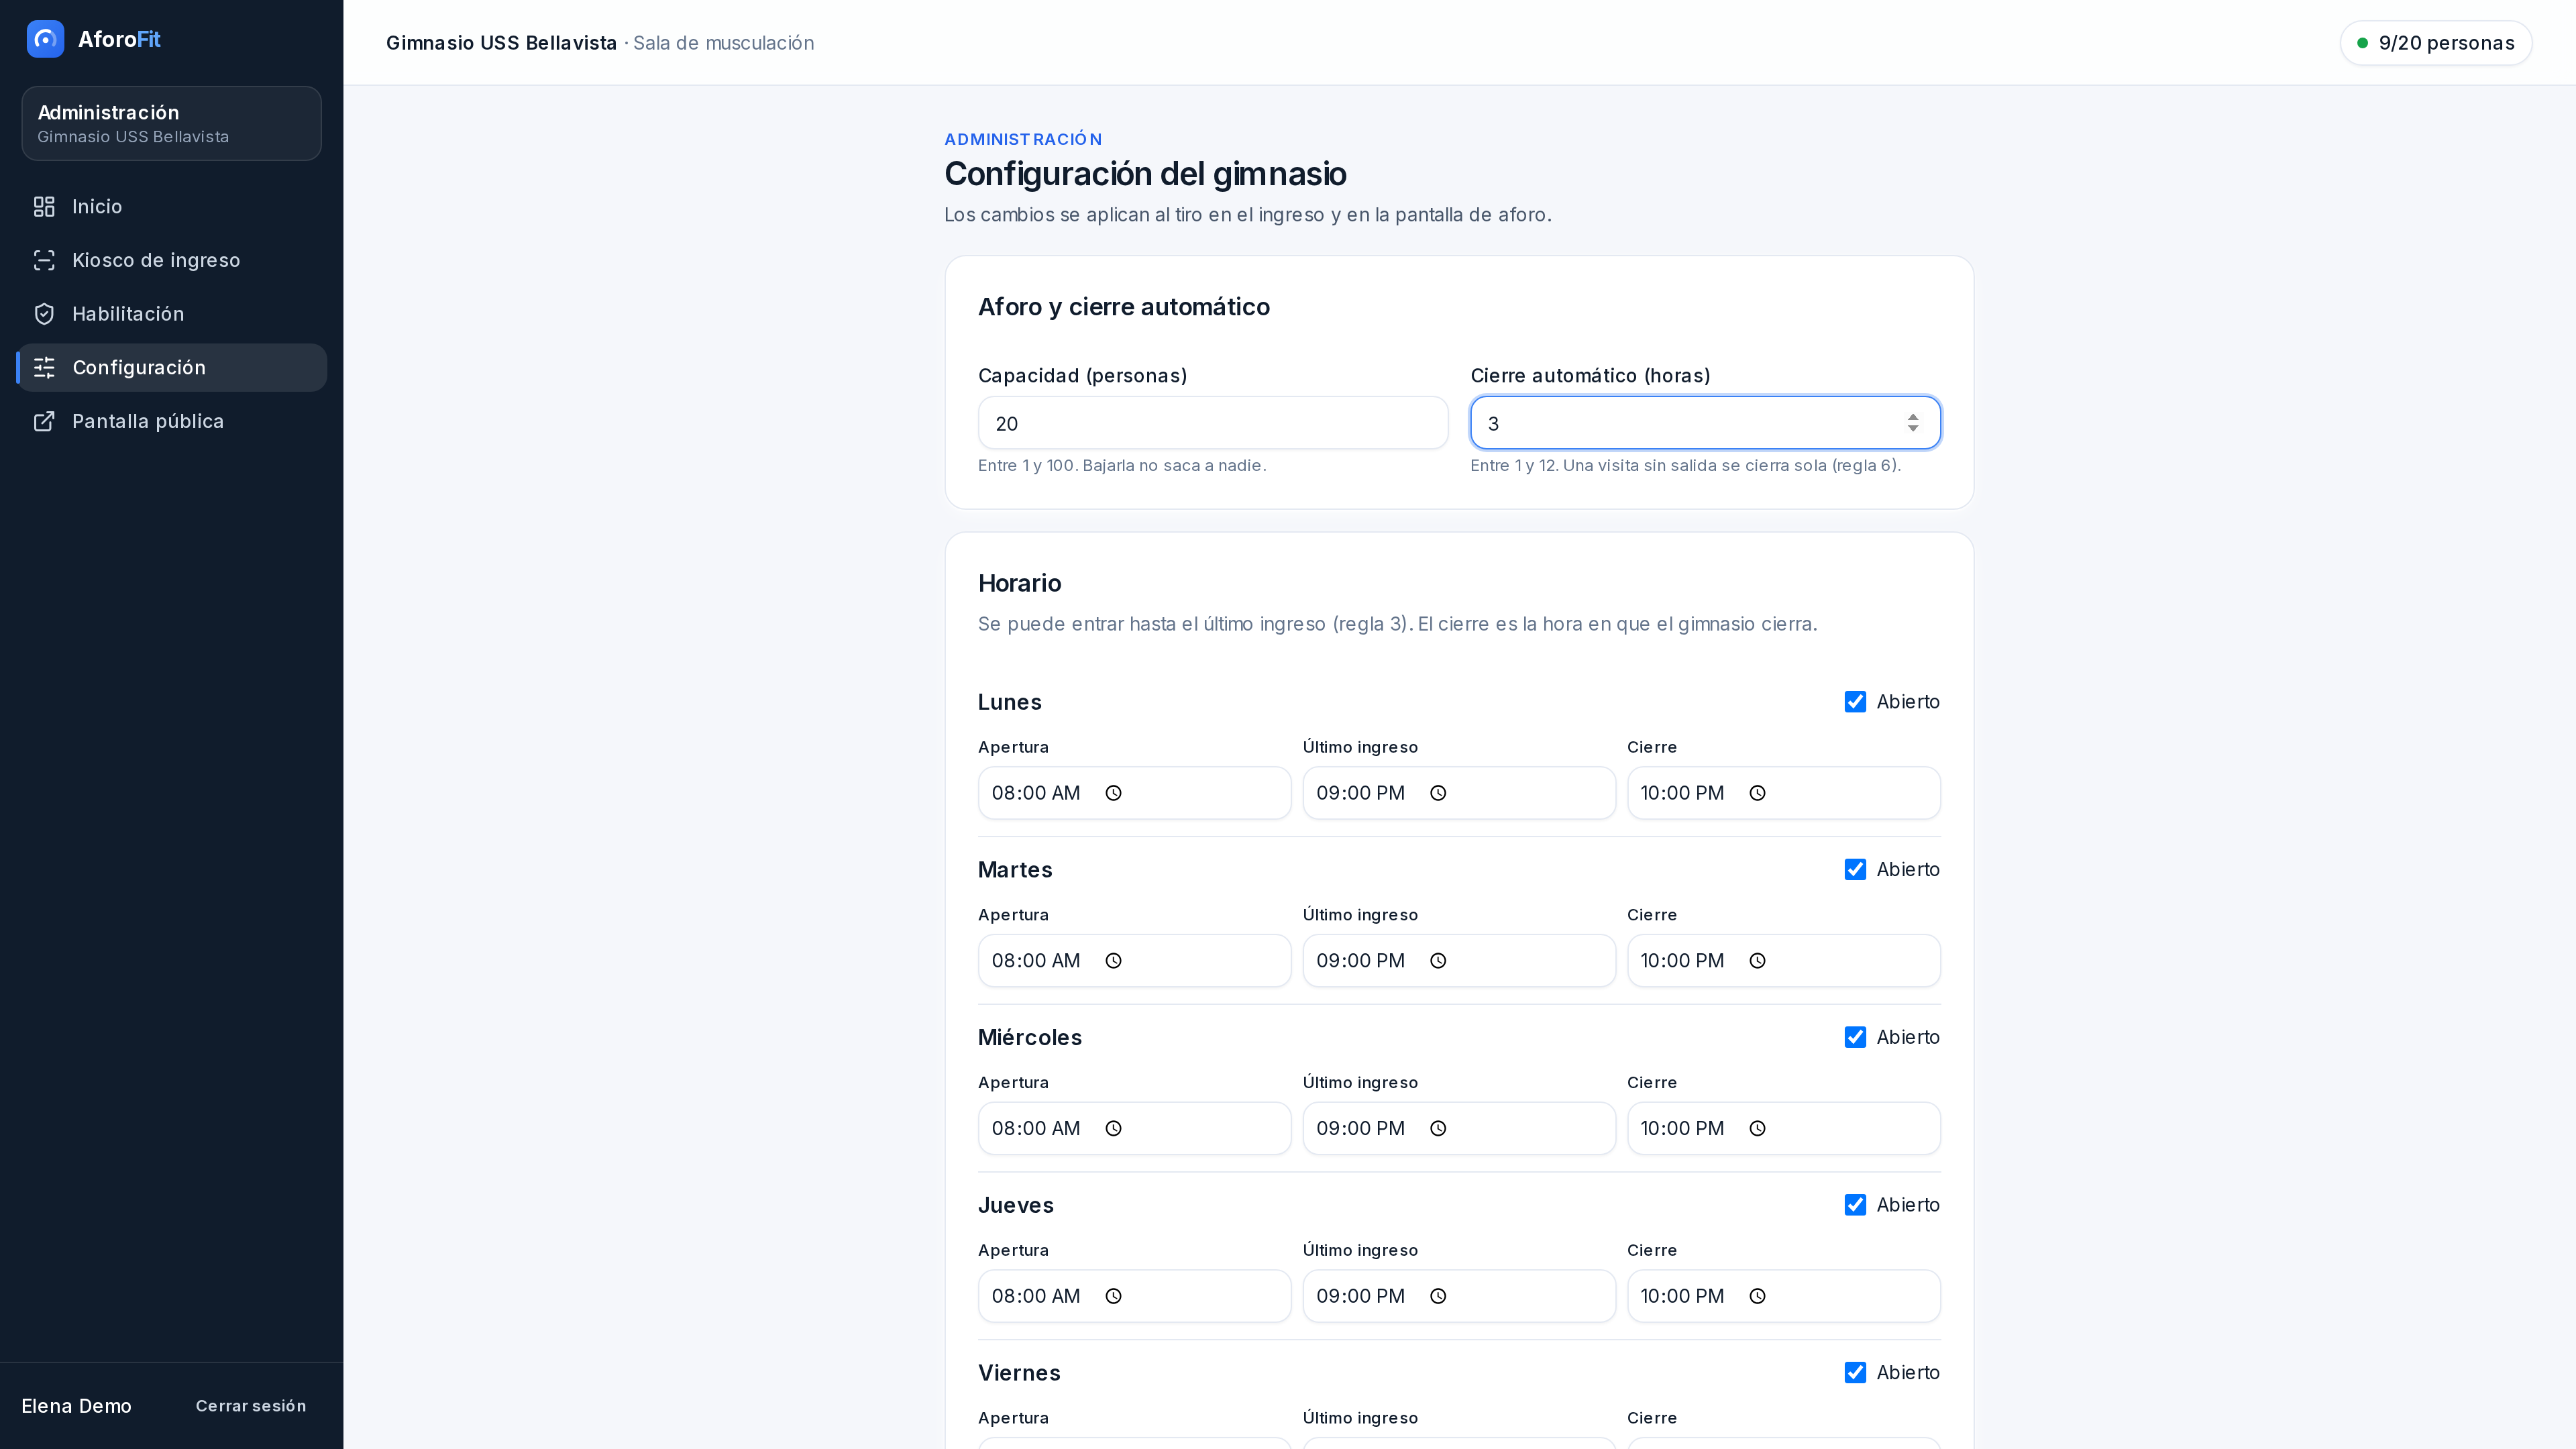 AforoFit
Administración
Gimnasio USS Bellavista
Inicio
Kiosco de ingreso
Habilitación
Configuración
Pantalla pública
Elena Demo
Cerrar sesión
Gimnasio USS Bellavista · Sala de musculación
9/20 personas
ADMINISTRACIÓN
Configuración del gimnasio
Los cambios se aplican al tiro en el ingreso y en la pantalla de aforo.
Aforo y cierre automático
Capacidad (personas)
20
Entre 1 y 100. Bajarla no saca a nadie.
Cierre automático (horas)
3
Entre 1 y 12. Una visita sin salida se cierra sola (regla 6).
Horario
Se puede entrar hasta el último ingreso (regla 3). El cierre es la hora en que el gimnasio cierra.
Lunes
Abierto
Apertura
Último ingreso
Cierre
08:00 AM
09:00 PM
10:00 PM
Martes
Abierto
Apertura
Último ingreso
Cierre
08:00 AM
09:00 PM
10:00 PM
Miércoles
Abierto
Apertura
Último ingreso
Cierre
08:00 AM
09:00 PM
10:00 PM
Jueves
Abierto
Apertura
Último ingreso
Cierre
08:00 AM
09:00 PM
10:00 PM
Viernes
Abierto
Apertura
Último ingreso
Cierre